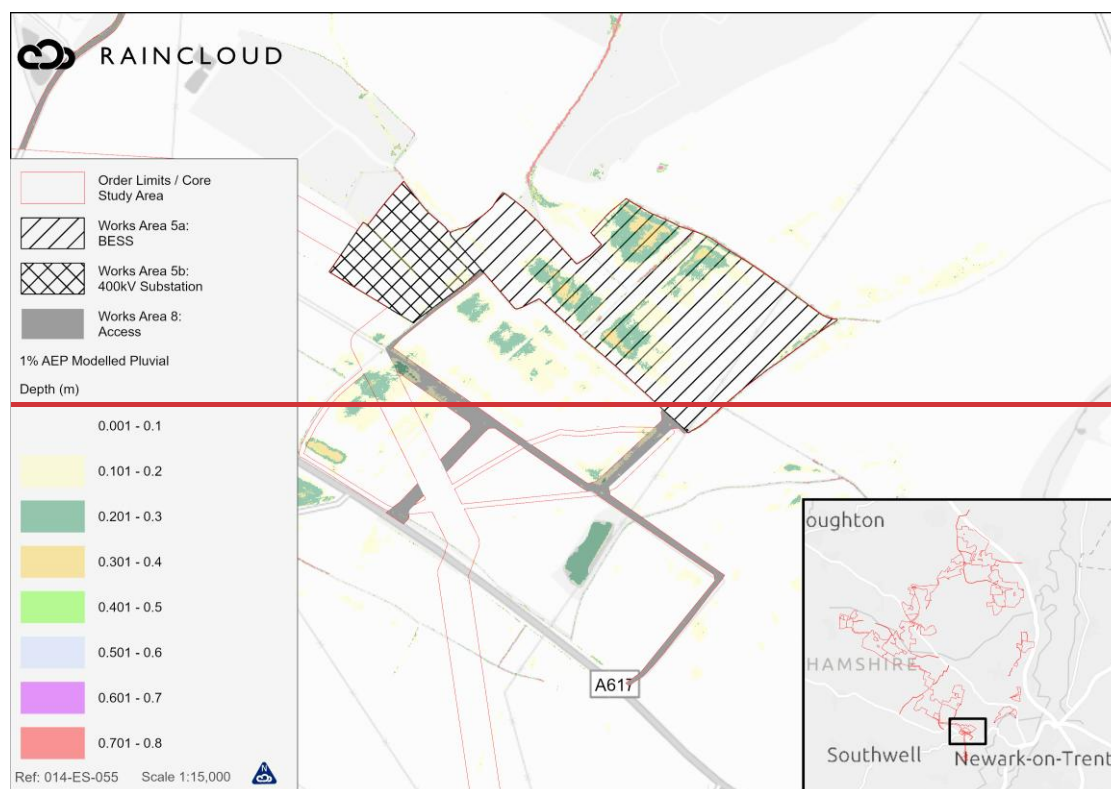 RAINCLOUD
Order Limits / Core
Study Area
Works Area 5a:
BESS
Works Area 5b:
400kV Substation
Works Area 8:
Access
1% AEP Modelled Pluvial
Depth (m)
0.001 - 0.1
0.101 - 0.2
0.201 - 0.3
0.301 - 0.4
0.401 - 0.5
0.501 - 0.6
0.601 - 0.7
0.701 - 0.8
Ref: 014-ES-055 Scale 1:15,000
N
A617
oughton
HAMSHIRE
Southwell
Newark-on-Trent